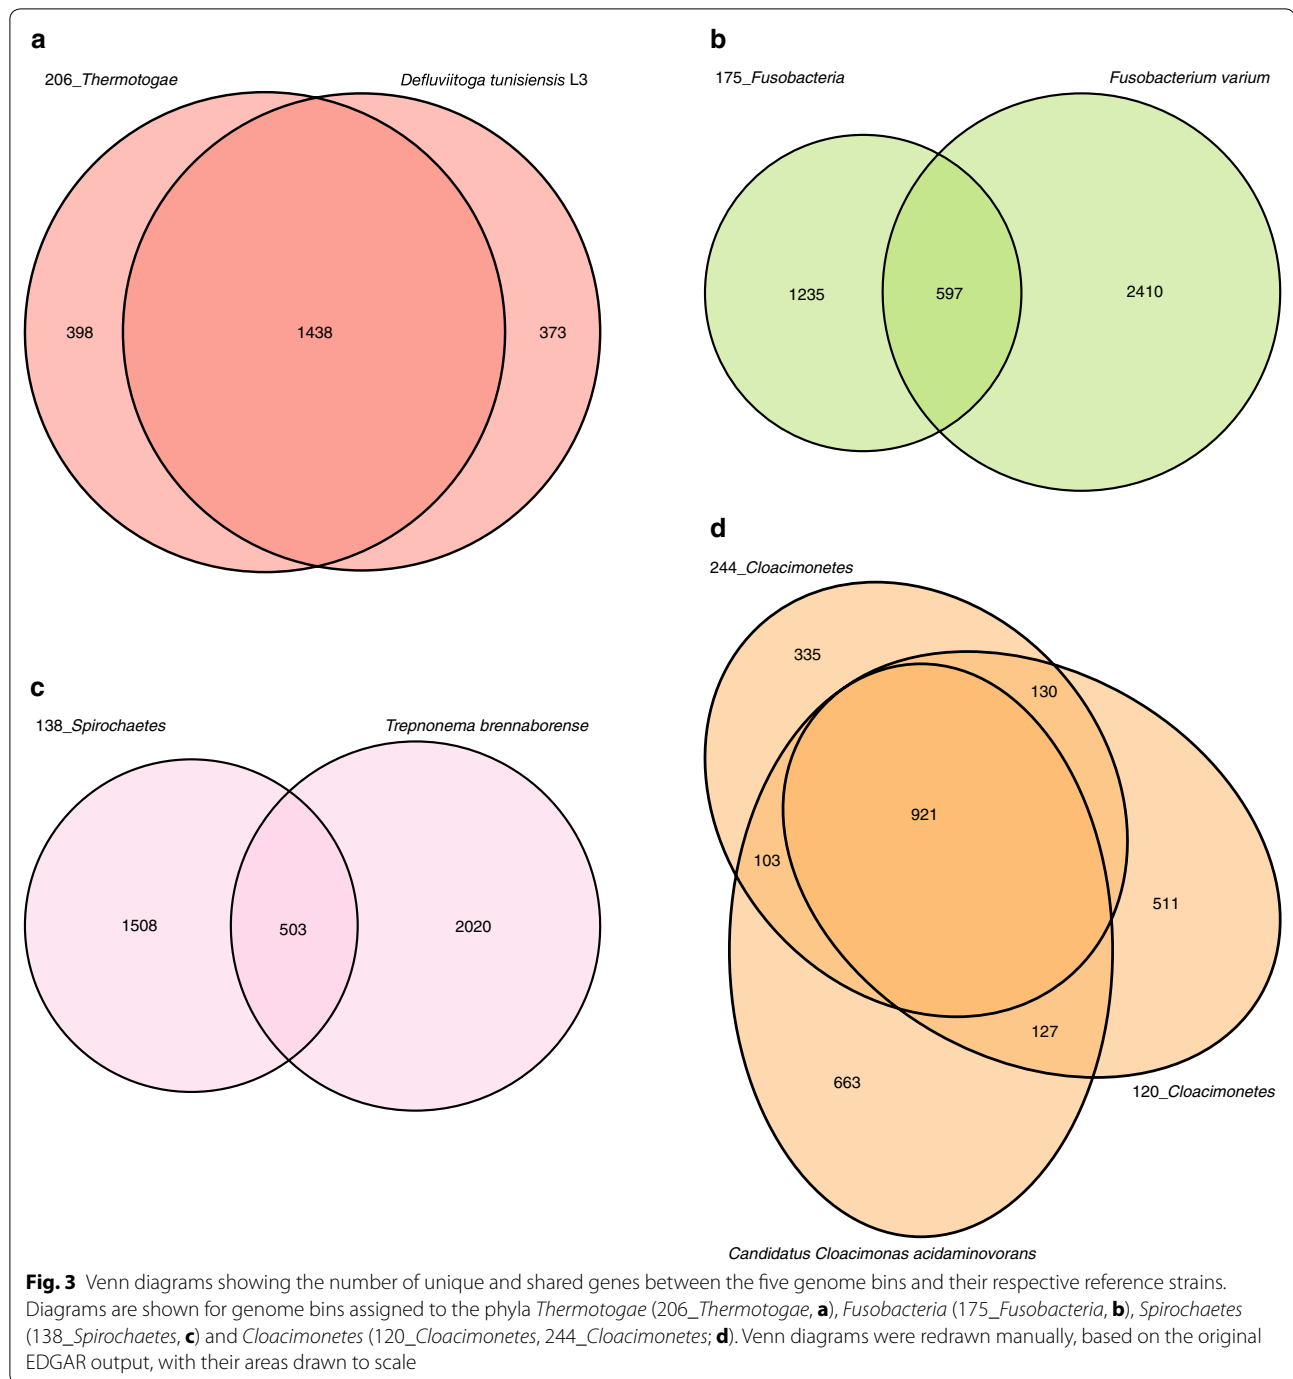 a
206_Thermotogae
Defluviitoga tunisiensis L3
398
1438
373
b
175_Fusobacteria
Fusobacterium varium
1235
597
2410
c
138_Spirochaetes
Trepnonema brennaborense
1508
503
2020
d
244_Cloacimonetes
335
130
921
103
511
127
663
120_Cloacimonetes
Candidatus Cloacimonas acidaminovorans
Fig. 3 Venn diagrams showing the number of unique and shared genes between the five genome bins and their respective reference strains.
Diagrams are shown for genome bins assigned to the phyla Thermotogae (206_Thermotogae, a), Fusobacteria (175_Fusobacteria, b), Spirochaetes
(138_Spirochaetes, c) and Cloacimonetes (120_Cloacimonetes, 244_Cloacimonetes; d). Venn diagrams were redrawn manually, based on the original
EDGAR output, with their areas drawn to scale